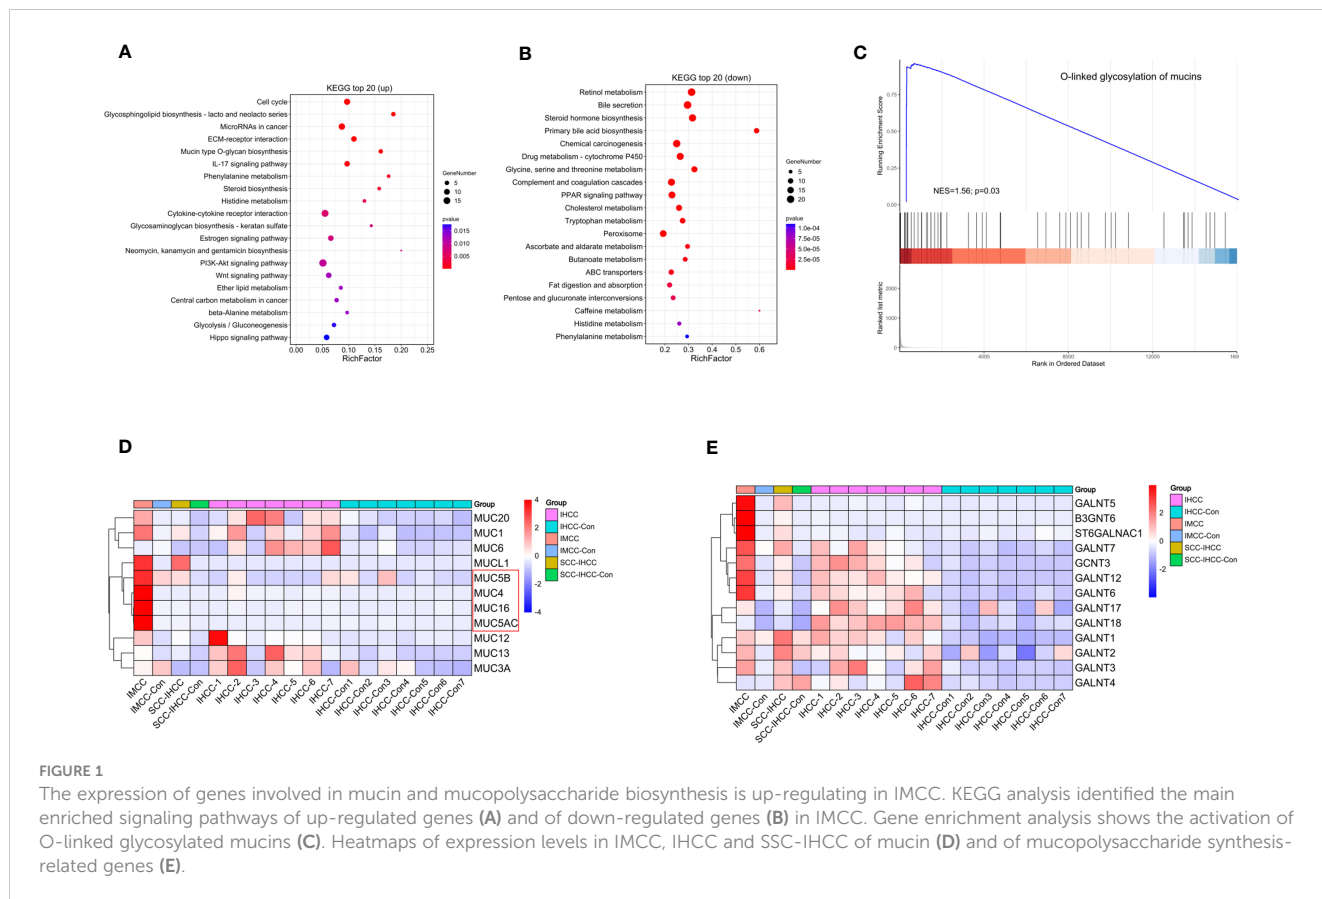 A
KEGG top 20 (up)
Cell cycle
Glycosphingolipid biosynthesis - lacto and neolacto series
MicroRNAs in cancer
ECM-receptor interaction
Mucin type O-glycan biosynthesis
IL-17 signaling pathway
Phenylalanine metabolism
Steroid biosynthesis
Histidine metabolism
Cytokine-cytokine receptor interaction
Glycosaminoglycan biosynthesis - keratan sulfate
Estrogen signaling pathway
Neomycin, kanamycin and gentamicin biosynthesis
PI3K-Akt signaling pathway
Wnt signaling pathway
Ether lipid metabolism
Central carbon metabolism in cancer
beta-Alanine metabolism
Glycolysis / Gluconeogenesis
Hippo signaling pathway
0.00 0.05 0.10 0.15 0.20 0.25
RichFactor
GeneNumber
5
10
15
pvalue
0.015
0.010
0.005
B
KEGG top 20 (down)
Retinol metabolism
Bile secretion
Steroid hormone biosynthesis
Primary bile acid biosynthesis
Chemical carcinogenesis
Drug metabolism - cytochrome P450
Glycine, serine and threonine metabolism
Complement and coagulation cascades
PPAR signaling pathway
Cholesterol metabolism
Tryptophan metabolism
Peroxisome
Ascorbate and aldarate metabolism
Butanoate metabolism
ABC transporters
Fat digestion and absorption
Pentose and glucuronate interconversions
Caffeine metabolism
Histidine metabolism
Phenylalanine metabolism
0.2 0.3 0.4 0.5 0.6
RichFactor
GeneNumber
5
10
15
20
pvalue
1.0e-04
7.5e-05
5.0e-05
2.5e-05
C
O-linked glycosylation of mucins
Running Enrichment Score
0.75
0.50
0.25
0.00
NES=1.56; p=0.03
Ranked list metric
2000
1000
0
4000 8000 12000 1600
Rank in Ordered Dataset
D
Group
MUC20
MUC1
MUC6
MUCL1
MUC5B
MUC4
MUC16
MUC5AC
MUC12
MUC13
MUC3A
IMCC IMCC-Con SCC-IHCC SCC-IHCC-Con IHCC-1 IHCC-2 IHCC-3 IHCC-4 IHCC-5 IHCC-6 IHCC-7 IHCC-Con1 IHCC-Con2 IHCC-Con3 IHCC-Con4 IHCC-Con5 IHCC-Con6 IHCC-Con7
4
2
0
-2
-4
Group
IHCC
IHCC-Con
IMCC
IMCC-Con
SCC-IHCC
SCC-IHCC-Con
E
Group
GALNT5
B3GNT6
ST6GALNAC1
GALNT7
GCNT3
GALNT12
GALNT6
GALNT17
GALNT18
GALNT1
GALNT2
GALNT3
GALNT4
IMCC IMCC-Con SCC-IHCC SCC-IHCC-Con IHCC-1 IHCC-2 IHCC-3 IHCC-4 IHCC-5 IHCC-6 IHCC-7 IHCC-Con1 IHCC-Con2 IHCC-Con3 IHCC-Con4 IHCC-Con5 IHCC-Con6 IHCC-Con7
2
0
-2
Group
IHCC
IHCC-Con
IMCC
IMCC-Con
SCC-IHCC
SCC-IHCC-Con
FIGURE 1
The expression of genes involved in mucin and mucopolysaccharide biosynthesis is up-regulating in IMCC. KEGG analysis identified the main
enriched signaling pathways of up-regulated genes (A) and of down-regulated genes (B) in IMCC. Gene enrichment analysis shows the activation of
O-linked glycosylated mucins (C). Heatmaps of expression levels in IMCC, IHCC and SSC-IHCC of mucin (D) and of mucopolysaccharide synthesis-
related genes (E).